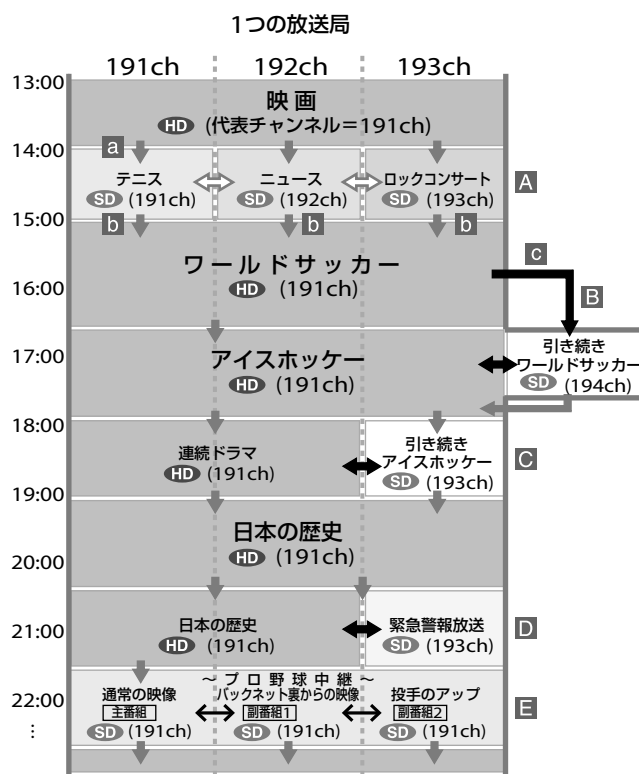 1つの放送局
191ch 192ch 193ch
13:00
映 画
HD (代表チャンネル=191ch)
14:00
a
テニス
SD (191ch)
ニュース
SD (192ch)
ロックコンサート
SD (193ch)
A
15:00
b b b
ワールドサッカー
HD (191ch)
c
B
16:00
17:00
アイスホッケー
HD (191ch)
引き続き
ワールドサッカー
SD (194ch)
18:00
連続ドラマ
HD (191ch)
引き続き
アイスホッケー
SD (193ch)
C
19:00
日本の歴史
HD (191ch)
20:00
21:00
日本の歴史
HD (191ch)
緊急警報放送
SD (193ch)
D
～プロ野球中継～
22:00
通常の映像
主番組
SD (191ch)
バックネット裏からの映像
副番組1
SD (191ch)
投手のアップ
副番組2
SD (191ch)
E
⋮